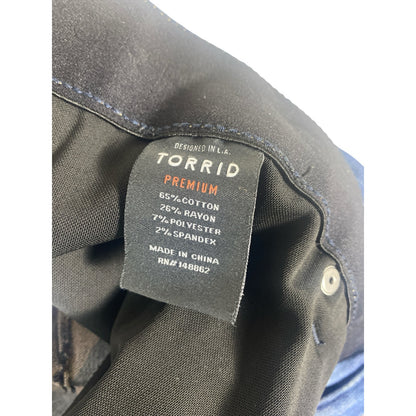 DESIGNED IN L.A.
TORRID
PREMIUM
65% COTTON
26% RAYON
7% POLYESTER
2% SPANDEX
MADE IN CHINA
RN# 148862